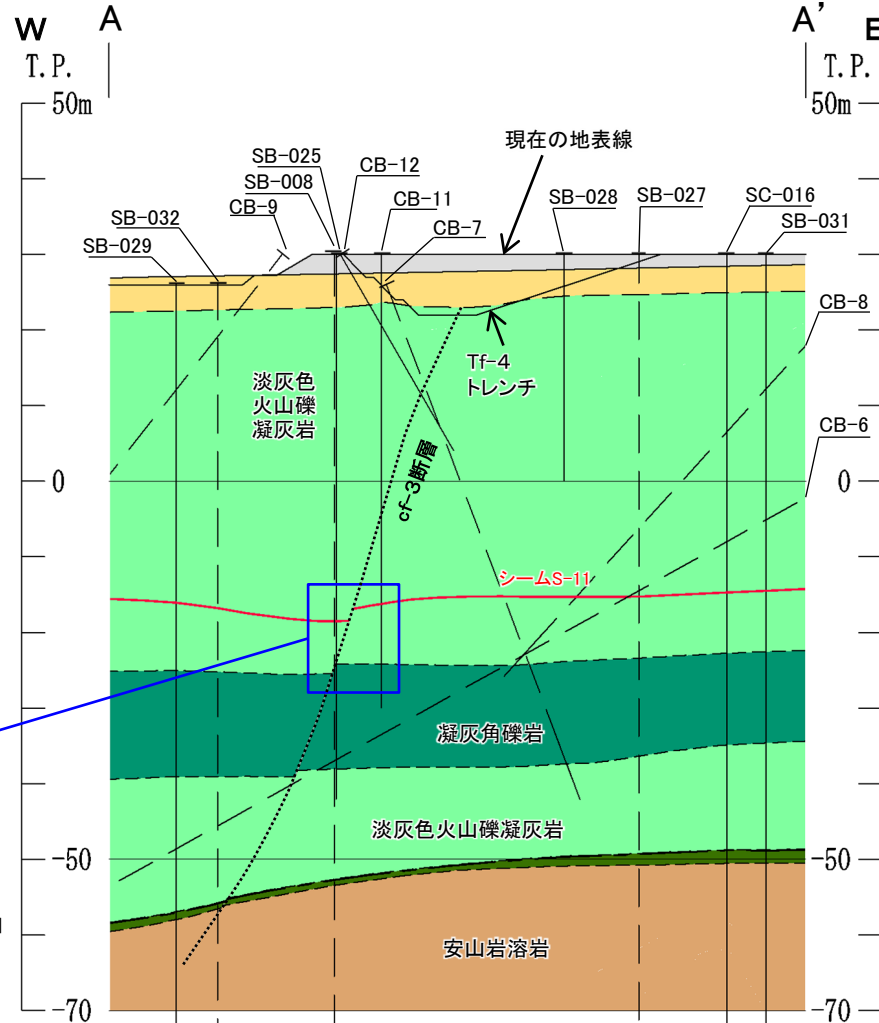 W A A’ E
T.P. T.P.
50m 50m
現在の地表線
SB-025
CB-12
SB-008
CB-11
SB-028
SB-027
SC-016
CB-9
SB-032
CB-7
SB-031
SB-029
CB-8
Tf-4
トレンチ
淡灰色
火山礫
凝灰岩
CB-6
cf-3断層
0 0
シームS-11
凝灰角礫岩
淡灰色火山礫凝灰岩
-50 -50
安山岩溶岩
-70 -70